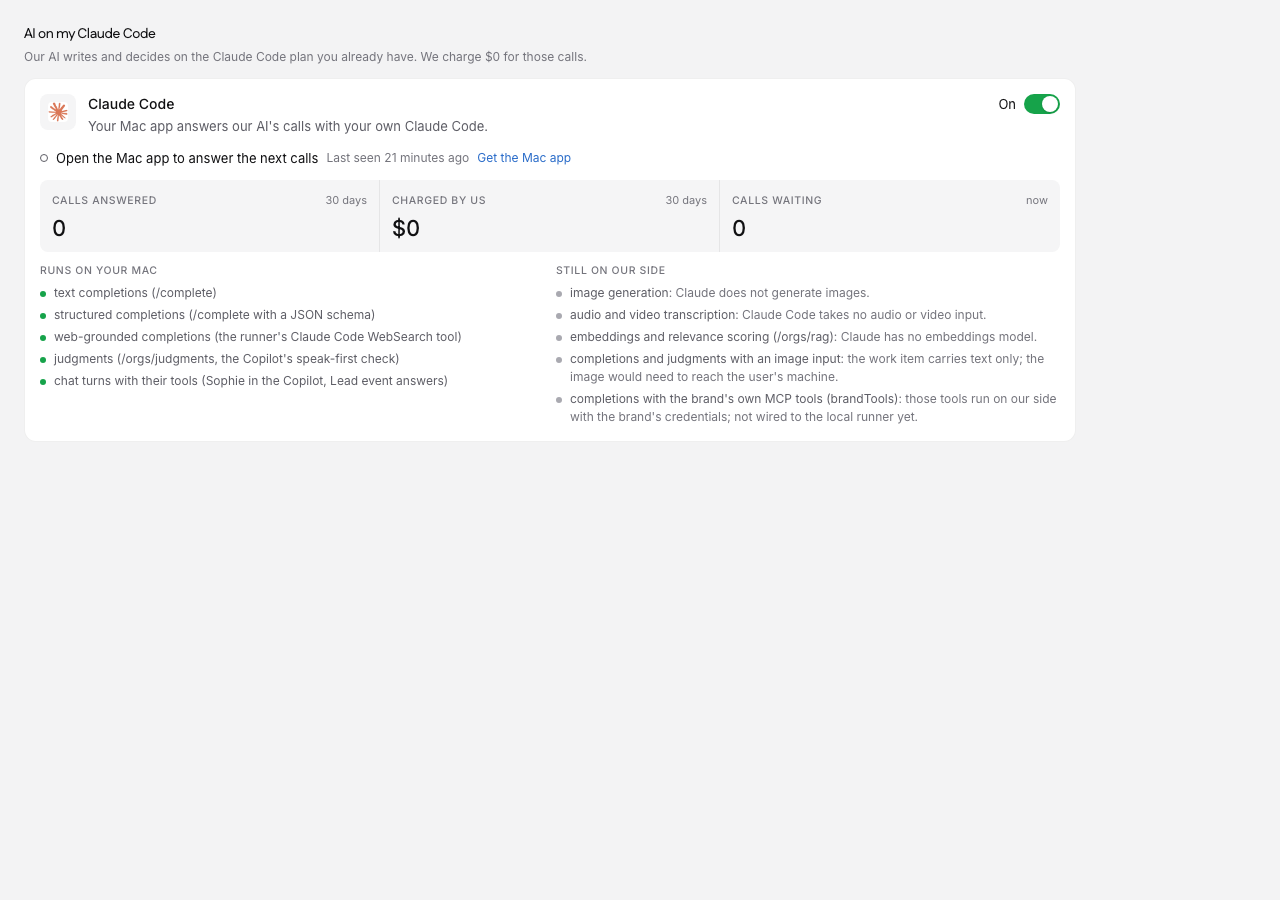 AI on my Claude Code
Our AI writes and decides on the Claude Code plan you already have. We charge $0 for those calls.
Claude Code
On
Your Mac app answers our AI's calls with your own Claude Code.
Open the Mac app to answer the next calls Last seen 21 minutes ago Get the Mac app
CALLS ANSWERED 30 days
0
CHARGED BY US 30 days
$0
CALLS WAITING now
0
RUNS ON YOUR MAC
text completions (/complete)
structured completions (/complete with a JSON schema)
web-grounded completions (the runner's Claude Code WebSearch tool)
judgments (/orgs/judgments, the Copilot's speak-first check)
chat turns with their tools (Sophie in the Copilot, Lead event answers)
STILL ON OUR SIDE
image generation: Claude does not generate images.
audio and video transcription: Claude Code takes no audio or video input.
embeddings and relevance scoring (/orgs/rag): Claude has no embeddings model.
completions and judgments with an image input: the work item carries text only; the
image would need to reach the user's machine.
completions with the brand's own MCP tools (brandTools): those tools run on our side
with the brand's credentials; not wired to the local runner yet.